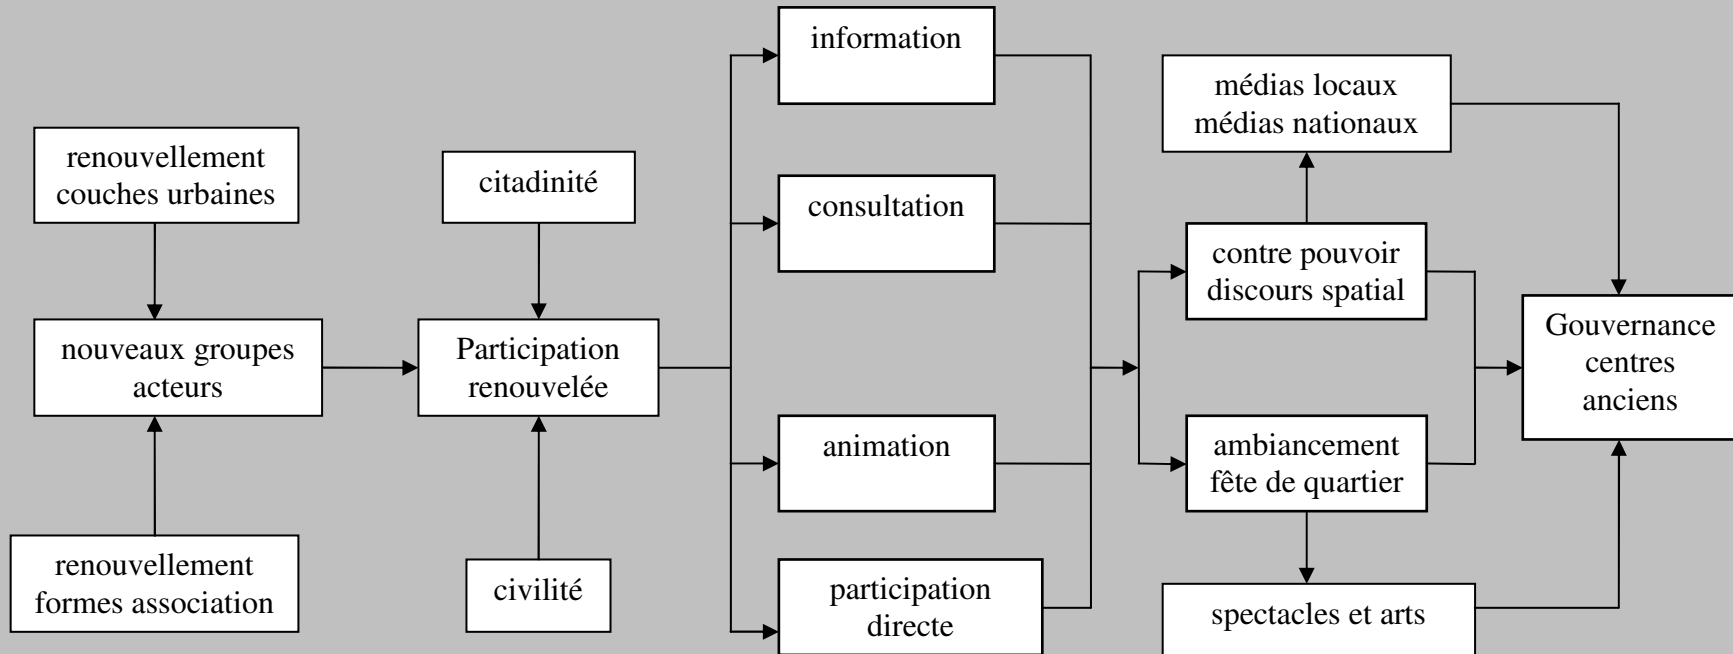 renouvellement
couches urbaines
nouveaux groupes
acteurs
renouvellement
formes association
citadinité
Participation
renouvelée
civilité
information
consultation
animation
participation
directe
médias locaux
médias nationaux
contre pouvoir
discours spatial
ambiancement
fête de quartier
spectacles et arts
Gouvernance
centres
anciens